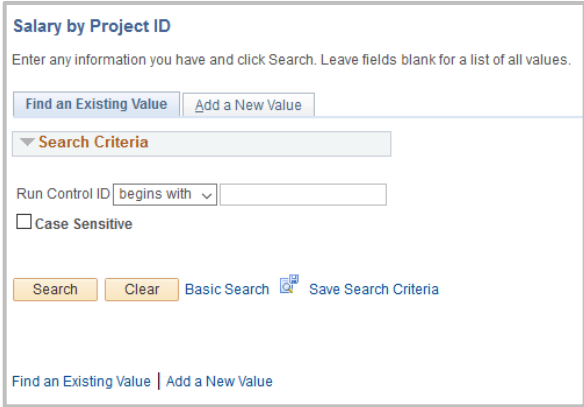 Salary by Project ID
Enter any information you have and click Search. Leave fields blank for a list of all values.
Find an Existing Value
Add a New Value
Search Criteria
Run Control ID begins with
Case Sensitive
Search Clear Basic Search Save Search Criteria
Find an Existing Value | Add a New Value